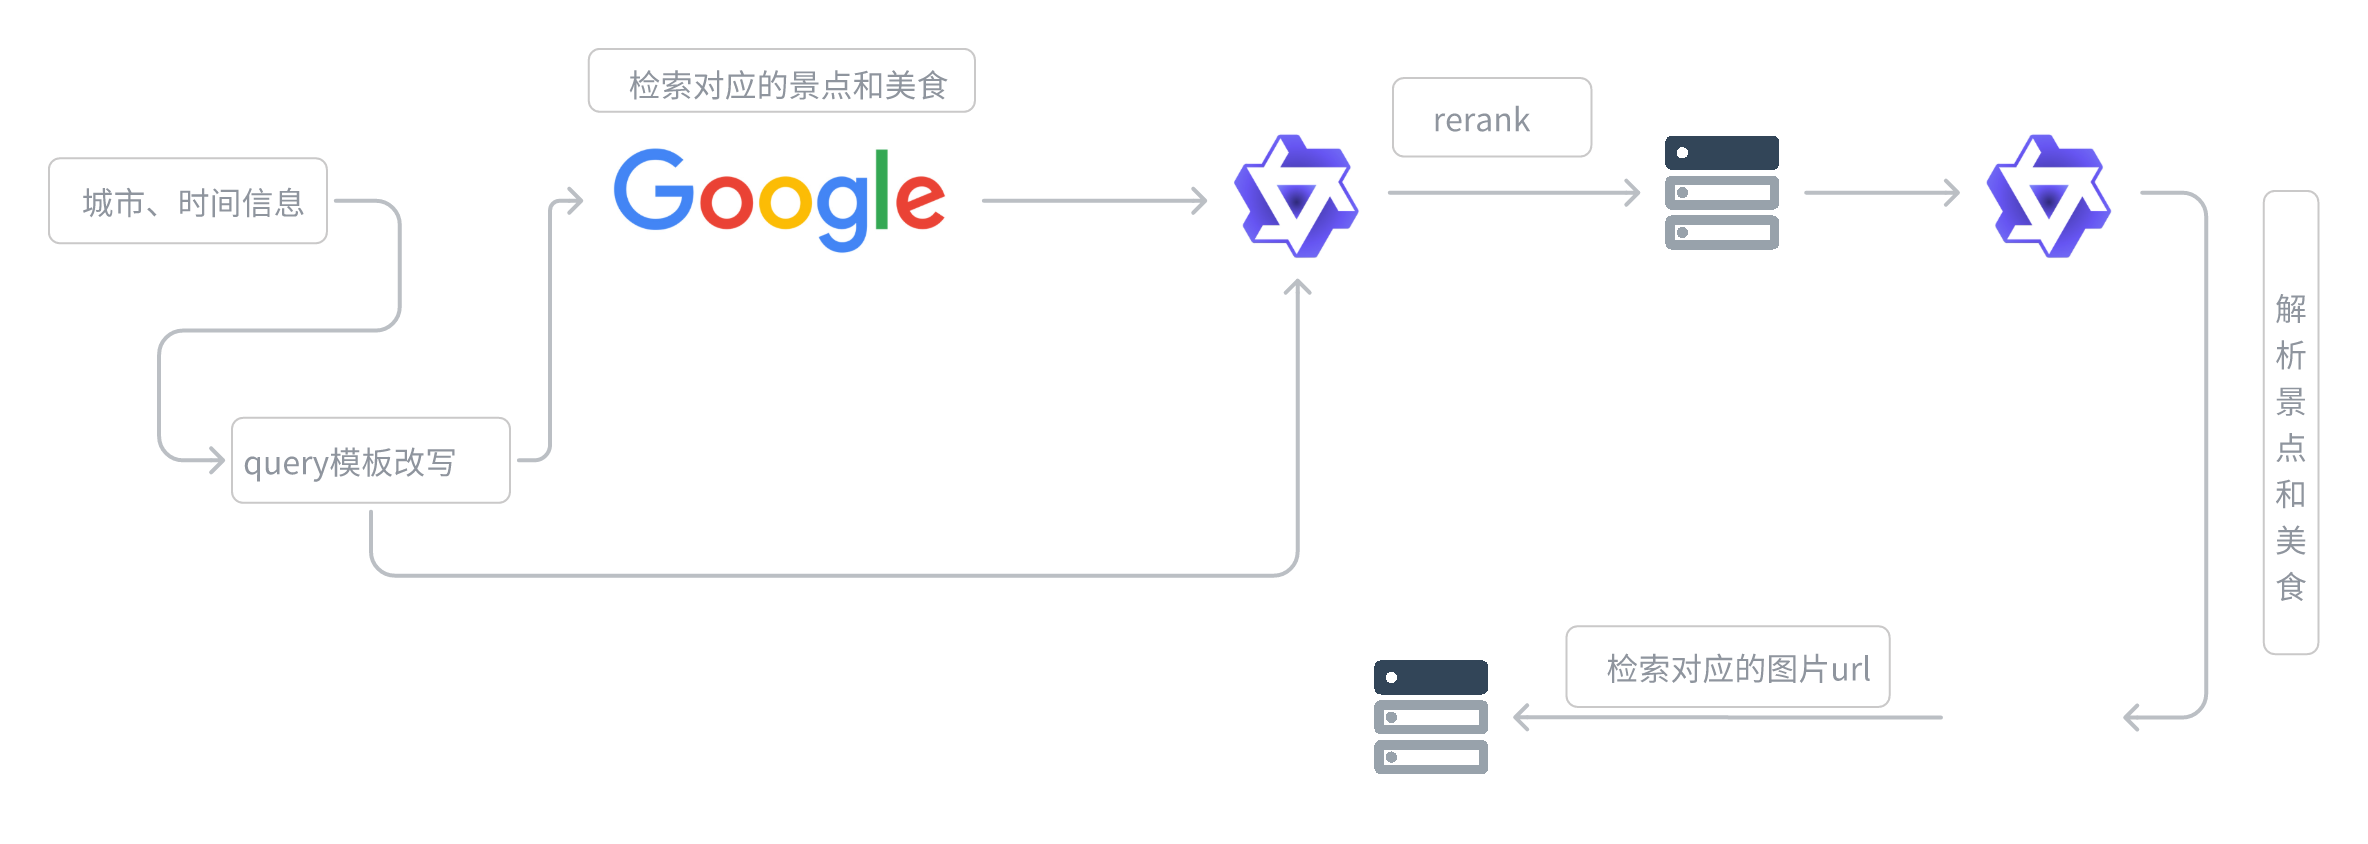 检索对应的景点和美食
rerank
城市、时间信息
Google
query模板改写
解析景点和美食
检索对应的图片url